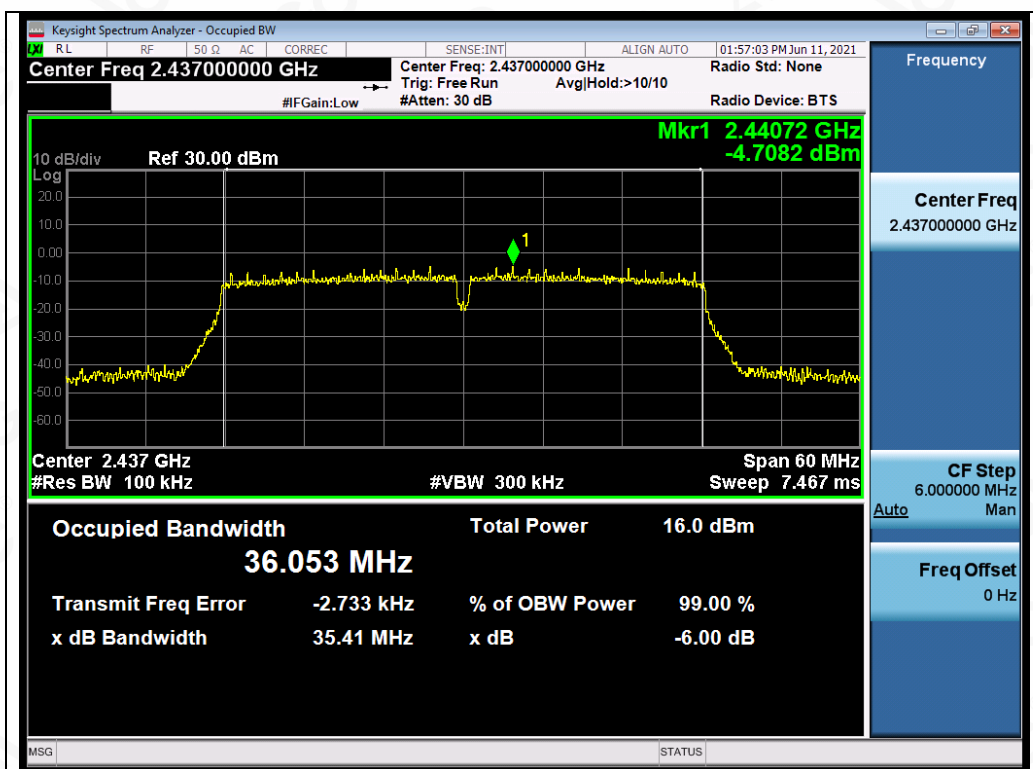 Keysight Spectrum Analyzer - Occupied BW
LXI RL RF 50 Ω AC CORREC SENSE:INT ALIGN AUTO 01:57:03 PM Jun 11, 2021
Center Freq 2.437000000 GHz
Center Freq: 2.437000000 GHz Radio Std: None
Trig: Free Run Avg|Hold:>10/10
#IFGain:Low #Atten: 30 dB Radio Device: BTS
Mkr1 2.44072 GHz
-4.7082 dBm
10 dB/div Ref 30.00 dBm
Log
20.0
10.0
0.00
-10.0
-20.0
-30.0
-40.0
-50.0
-60.0
1
Center 2.437 GHz Span 60 MHz
#Res BW 100 kHz #VBW 300 kHz Sweep 7.467 ms
Occupied Bandwidth Total Power 16.0 dBm
36.053 MHz
Transmit Freq Error -2.733 kHz % of OBW Power 99.00 %
x dB Bandwidth 35.41 MHz x dB -6.00 dB
Frequency
Center Freq
2.437000000 GHz
CF Step
6.000000 MHz
Auto Man
Freq Offset
0 Hz
MSG STATUS